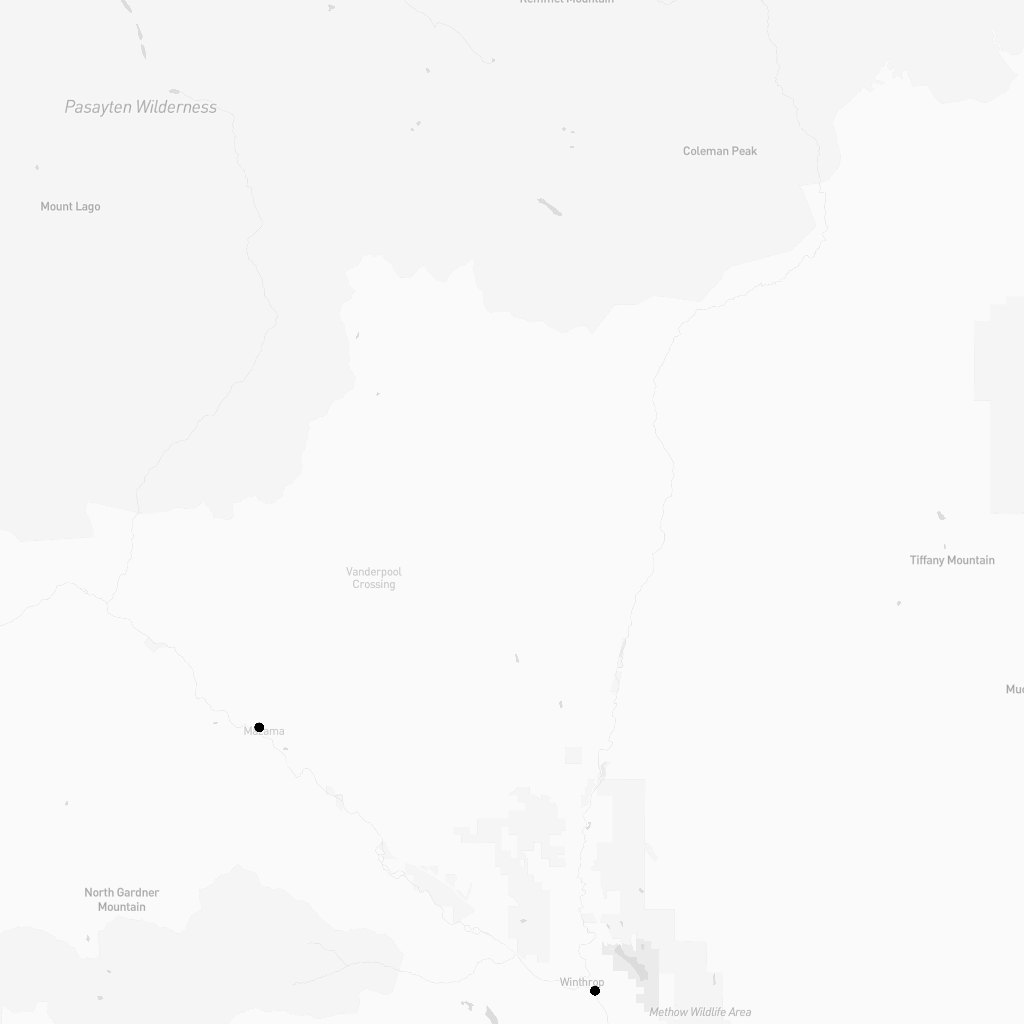 Pasayten Wilderness
Coleman Peak
Mount Lago
Tiffany Mountain
Vanderpool
Crossing
North Gardner
Mountain
Winthrop
Methow Wildlife Area